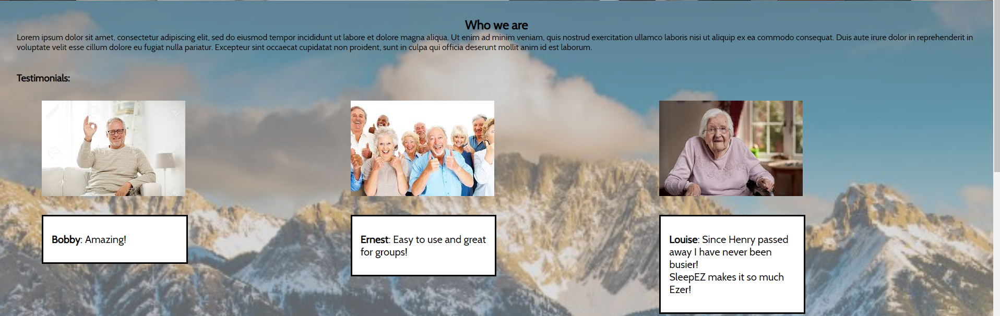 Who we are
Lorem ipsum dolor sit amet, consectetur adipiscing elit, sed do eiusmod tempor incididunt ut labore et dolore magna aliqua. Ut enim ad minim veniam, quis nostrud exercitation ullamco laboris nisi ut aliquip ex ea commodo consequat. Duis aute irure dolor in reprehenderit in
voluptate velit esse cillum dolore eu fugiat nulla pariatur. Excepteur sint occaecat cupidatat non proident, sunt in culpa qui officia deserunt mollit anim id est laborum.
Testimonials:
Bobby: Amazing!
Ernest: Easy to use and great
for groups!
Louise: Since Henry passed
away I have never been
busier!
SleepEZ makes it so much
Ezer!